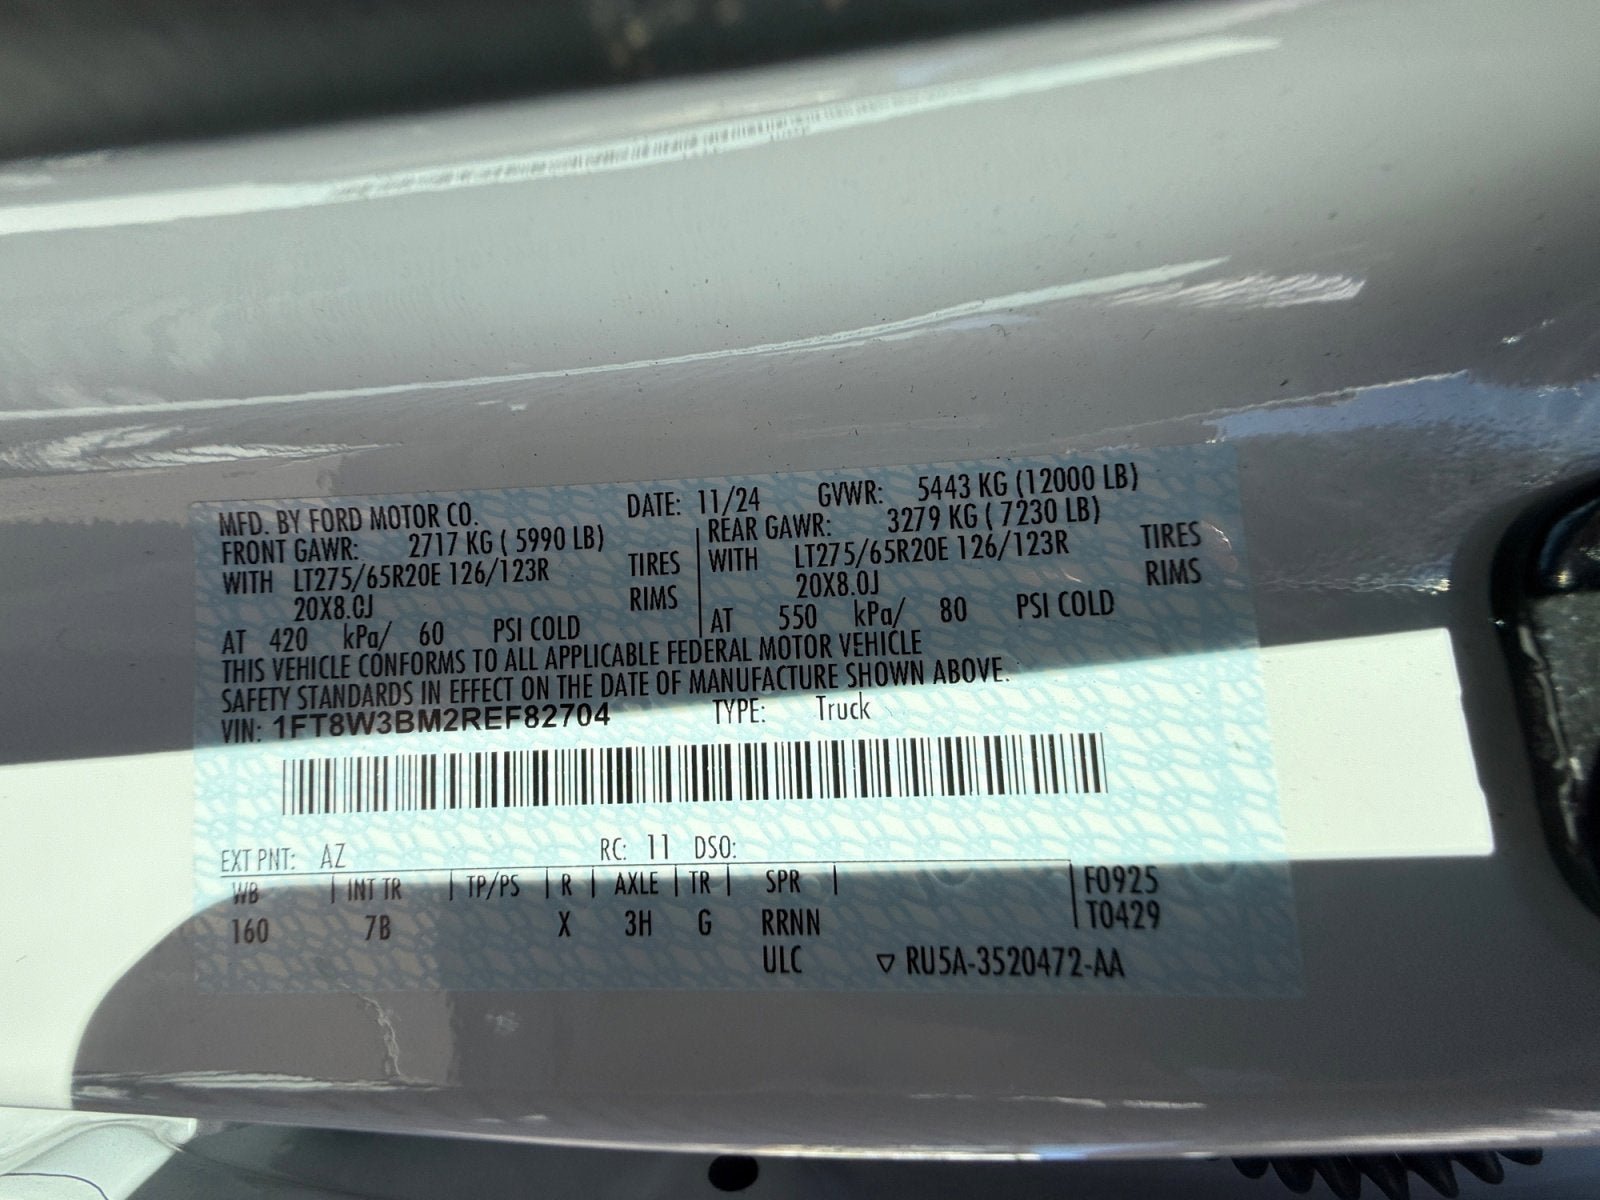 MFD. BY FORD MOTOR CO. DATE: 11/24 GVWR: 5443 KG (12000 LB)
FRONT GAWR: 2717 KG ( 5990 LB) REAR GAWR: 3279 KG ( 7230 LB)
WITH LT275/65R20E 126/123R TIRES WITH LT275/65R20E 126/123R TIRES
20X8.0J RIMS 20X8.0J RIMS
AT 420 kPa/ 60 PSI COLD AT 550 kPa/ 80 PSI COLD
THIS VEHICLE CONFORMS TO ALL APPLICABLE FEDERAL MOTOR VEHICLE
SAFETY STANDARDS IN EFFECT ON THE DATE OF MANUFACTURE SHOWN ABOVE.
VIN: 1FT8W3BM2REF82704 TYPE: Truck
EXT PNT: AZ RC: 11 DSO:
WB INT TR TP/PS R AXLE TR SPR F0925
160 7B X 3H G RRNN T0429
ULC ▽ RU5A-3520472-AA